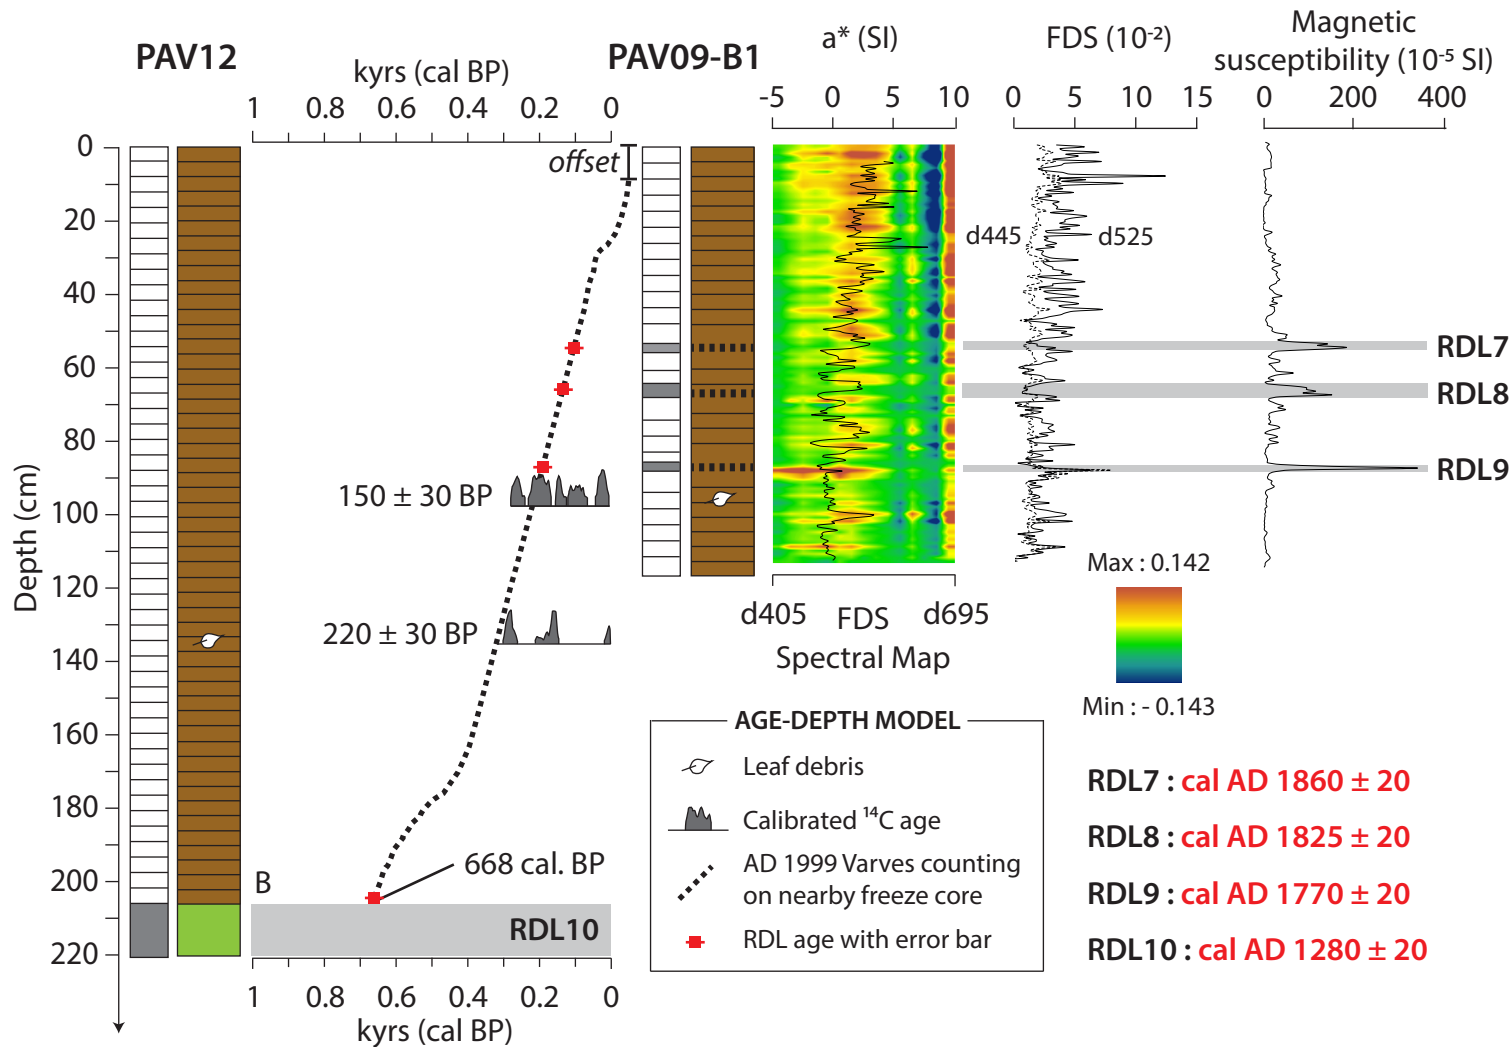 PAV12
kyrs (cal BP)
1 0.8 0.6 0.4 0.2 0
PAV09-B1
a* (SI)
-5 0 5 10
FDS (10⁻²)
0 5 10 15
Magnetic
susceptibility (10⁻⁵ SI)
0 200 400
Depth (cm)
0
20
40
60
80
100
120
140
160
180
200
220
offset
d445
d525
RDL7
RDL8
RDL9
150 ± 30 BP
220 ± 30 BP
668 cal. BP
B
RDL10
1 0.8 0.6 0.4 0.2 0
kyrs (cal BP)
d405 FDS d695
Spectral Map
Max : 0.142
Min : - 0.143
AGE-DEPTH MODEL
Leaf debris
Calibrated ¹⁴C age
AD 1999 Varves counting
on nearby freeze core
RDL age with error bar
RDL7 : cal AD 1860 ± 20
RDL8 : cal AD 1825 ± 20
RDL9 : cal AD 1770 ± 20
RDL10 : cal AD 1280 ± 20